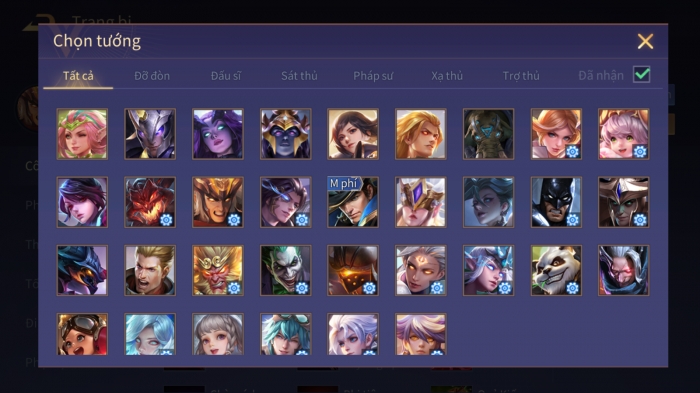 Trang bị
Chọn tướng
Tất cả Đỡ đòn Đấu sĩ Sát thủ Pháp sư Xạ thủ Trợ thủ Đã nhận
M phí